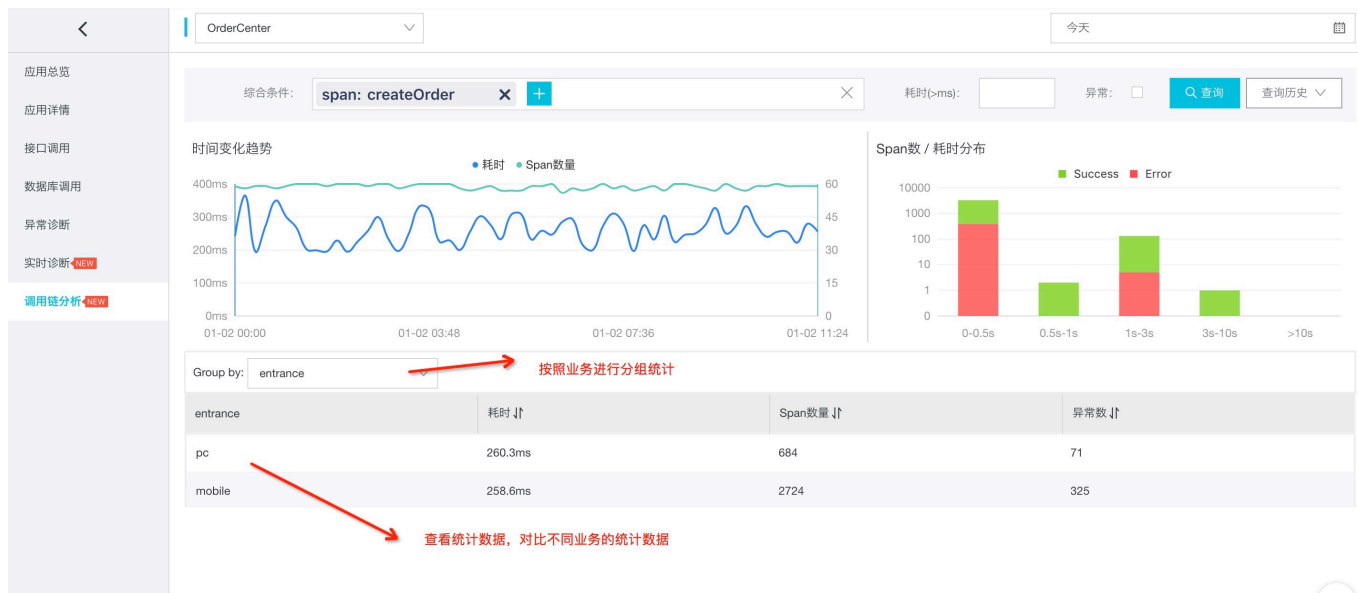 OrderCenter
今天
应用总览
应用详情
接口调用
数据库调用
异常诊断
实时诊断 NEW
调用链分析 NEW
综合条件: span: createOrder 耗时(>ms): 异常: 查询 查询历史
时间变化趋势
耗时 Span数量
400ms
300ms
200ms
100ms
0ms
60
45
30
15
0
01-02 00:00 01-02 03:48 01-02 07:36 01-02 11:24
Span数 / 耗时分布
Success Error
10000
1000
100
10
1
0
0-0.5s 0.5s-1s 1s-3s 3s-10s >10s
Group by: entrance
按照业务进行分组统计
entrance 耗时 Span数量 异常数
pc 260.3ms 684 71
mobile 258.6ms 2724 325
查看统计数据，对比不同业务的统计数据